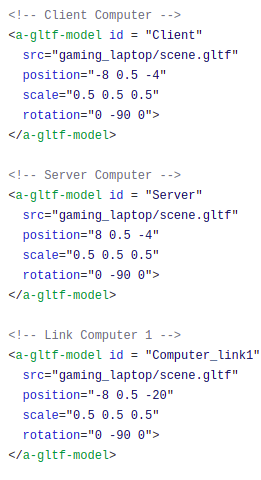 <!-- Client Computer -->
<a-gltf-model id = "Client"
  src="gaming_laptop/scene.gltf"
  position="-8 0.5 -4"
  scale="0.5 0.5 0.5"
  rotation="0 -90 0">
</a-gltf-model>

<!-- Server Computer -->
<a-gltf-model id = "Server"
  src="gaming_laptop/scene.gltf"
  position="8 0.5 -4"
  scale="0.5 0.5 0.5"
  rotation="0 -90 0">
</a-gltf-model>

<!-- Link Computer 1 -->
<a-gltf-model id = "Computer_link1"
  src="gaming_laptop/scene.gltf"
  position="-8 0.5 -20"
  scale="0.5 0.5 0.5"
  rotation="0 -90 0">
</a-gltf-model>